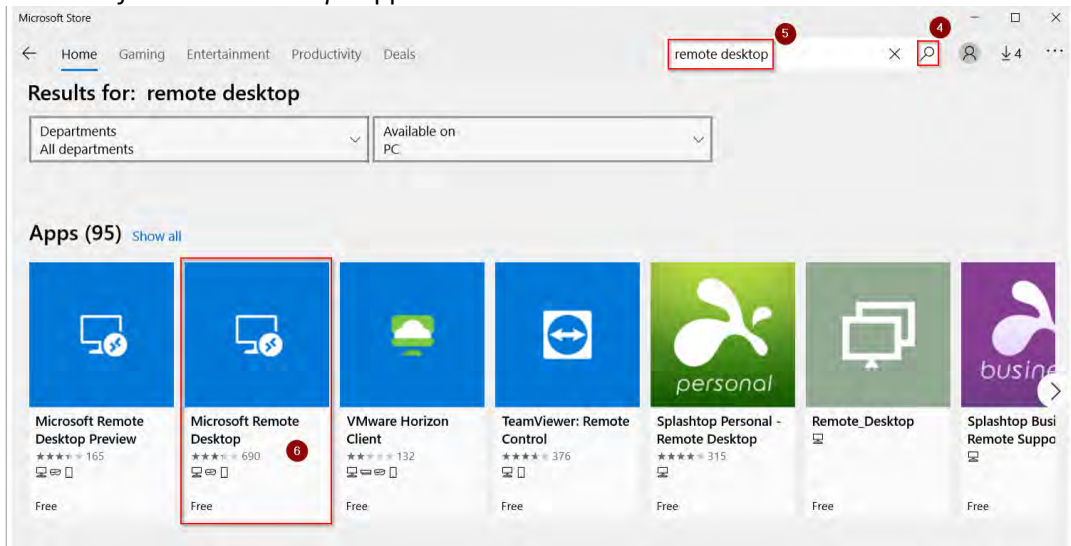 Microsoft Store
4
5
Home Gaming Entertainment Productivity Deals
remote desktop
4
Results for: remote desktop
Departments
All departments
Available on
PC
Apps (95) Show all
personal
busine
Microsoft Remote
Desktop Preview
165
Free
Microsoft Remote
Desktop
690
6
Free
VMware Horizon
Client
132
Free
TeamViewer: Remote
Control
376
Free
Splashtop Personal -
Remote Desktop
315
Free
Remote_Desktop
Free
Splashtop Busi
Remote Suppo
Free